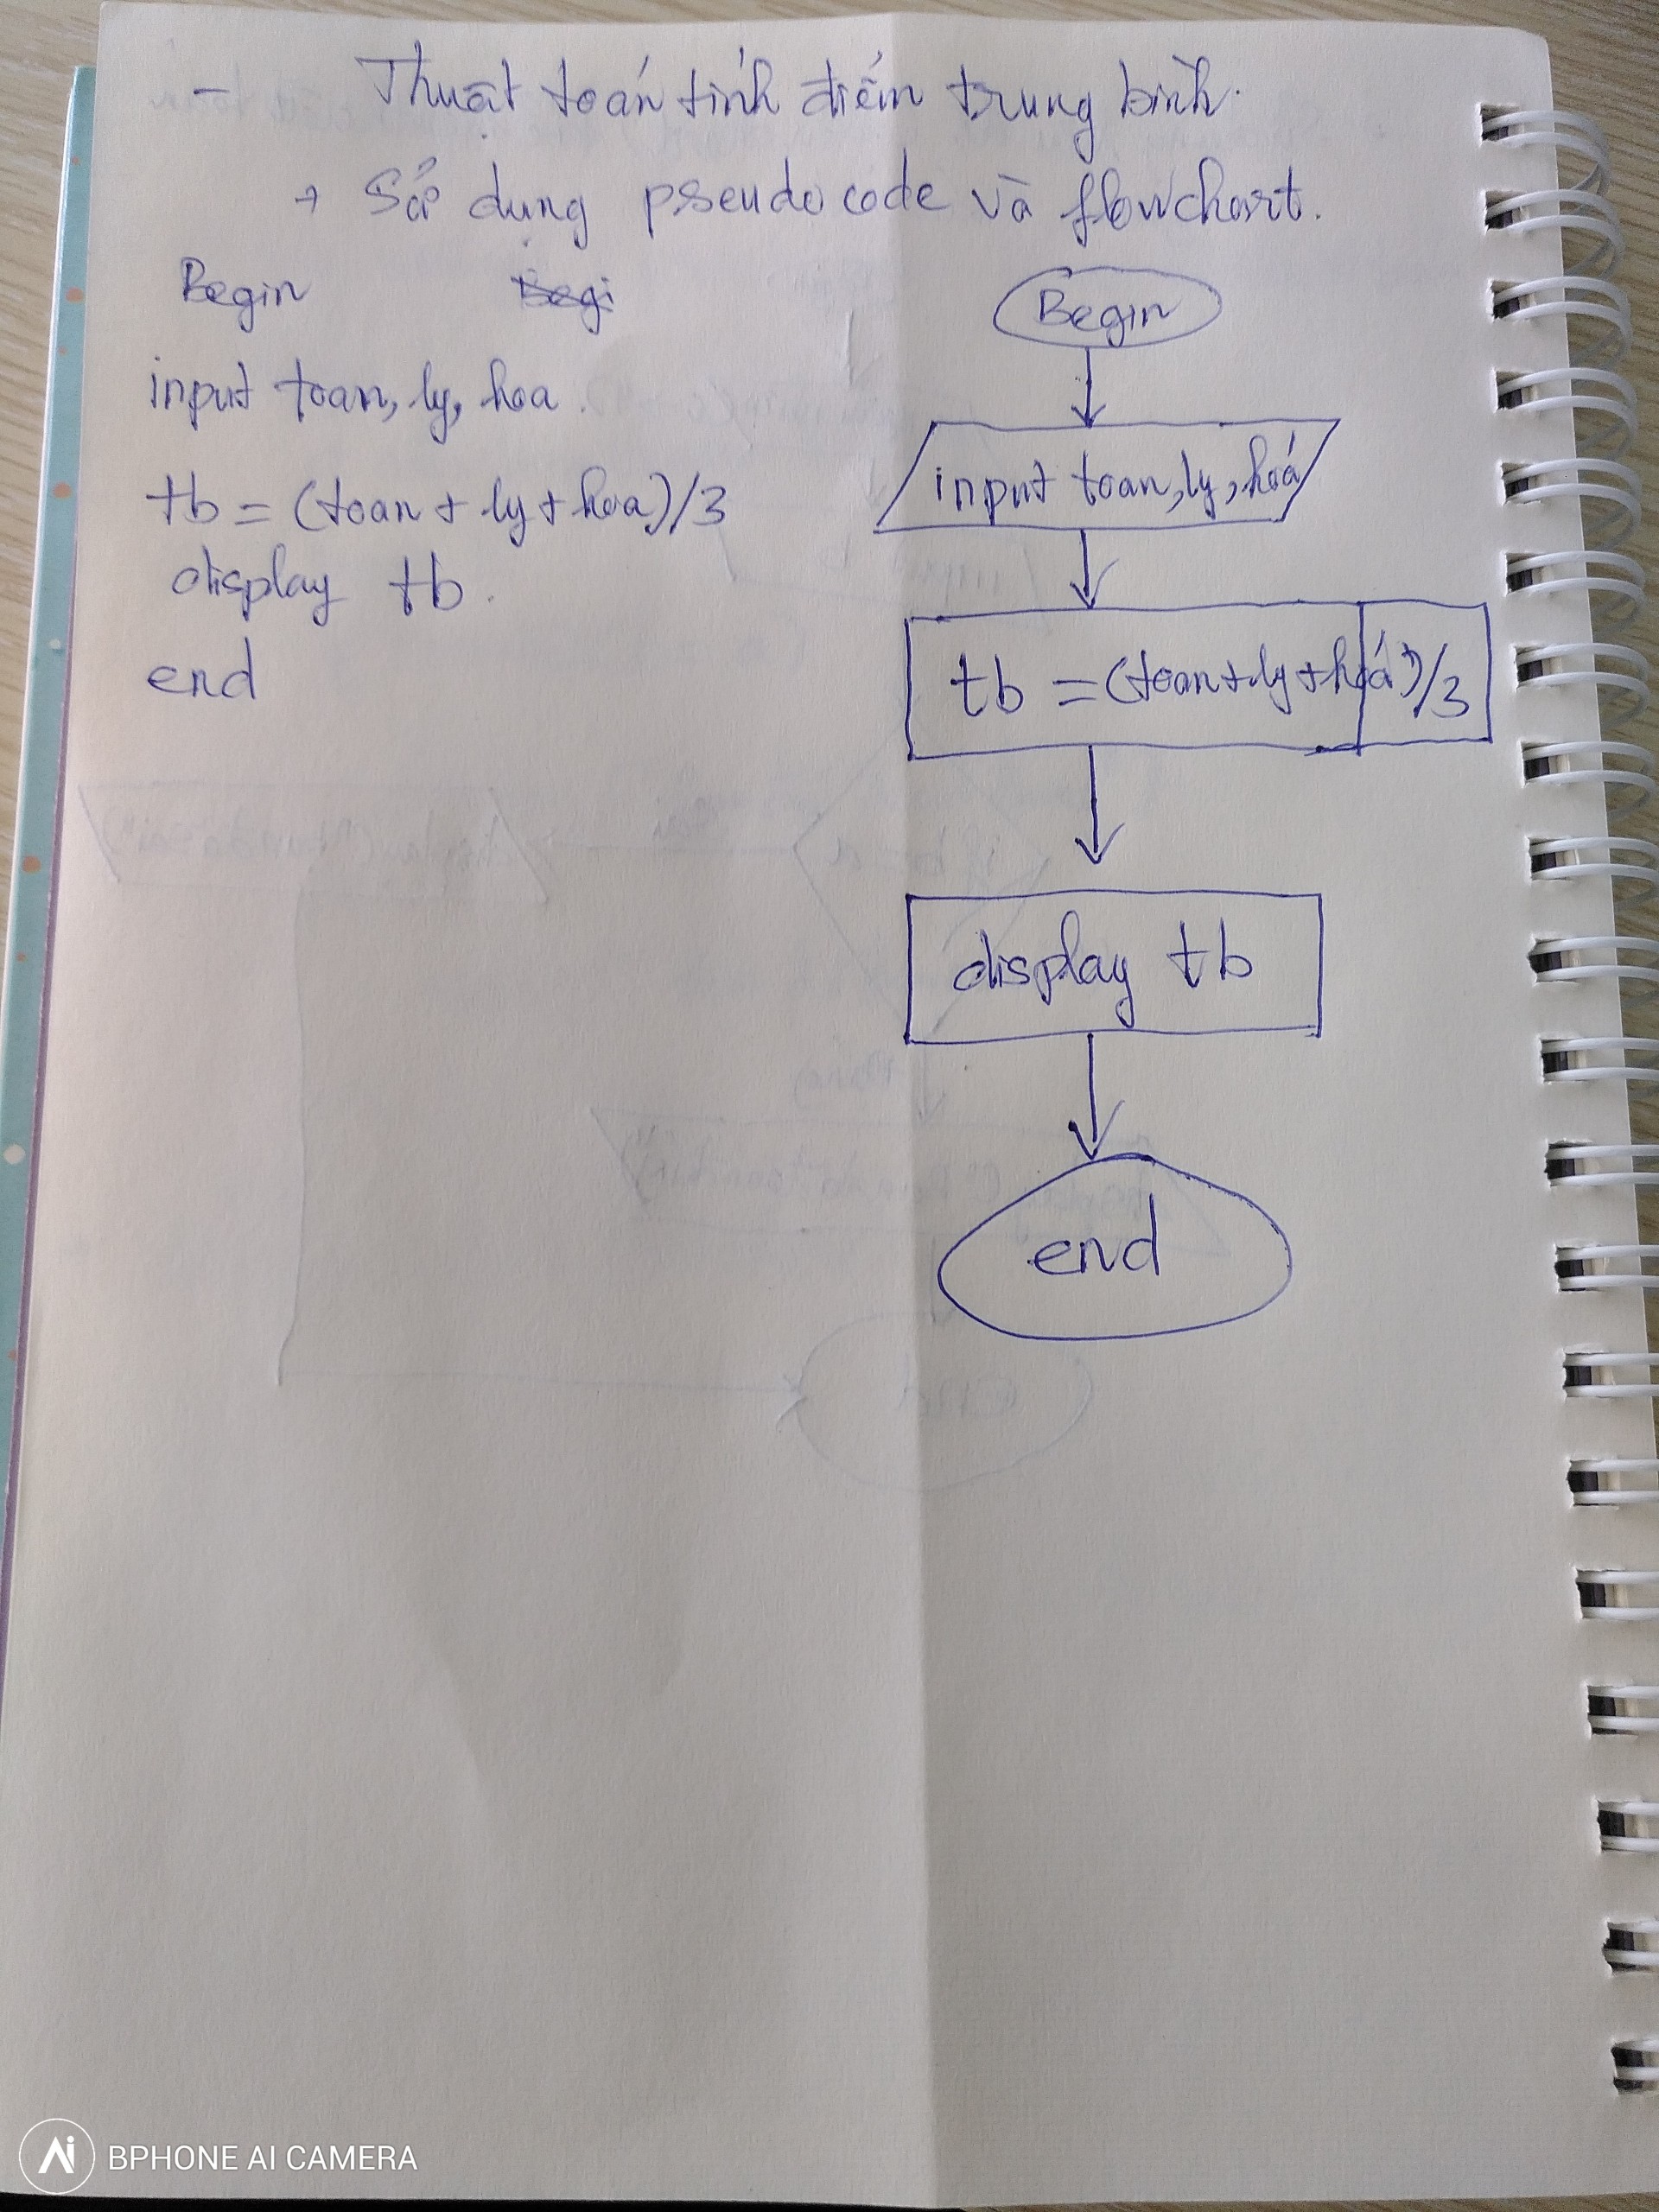 - Thuật toán tính điểm trung bình.
+ Sử dụng pseudo code và flowchart.
Begin
input toan, ly, hoa.
tb = (toan + ly + hoa)/3
display tb.
end
Begin
input toan, ly, hoá
tb = (toan + ly + hoá)/3
display tb
end
BPHONE AI CAMERA